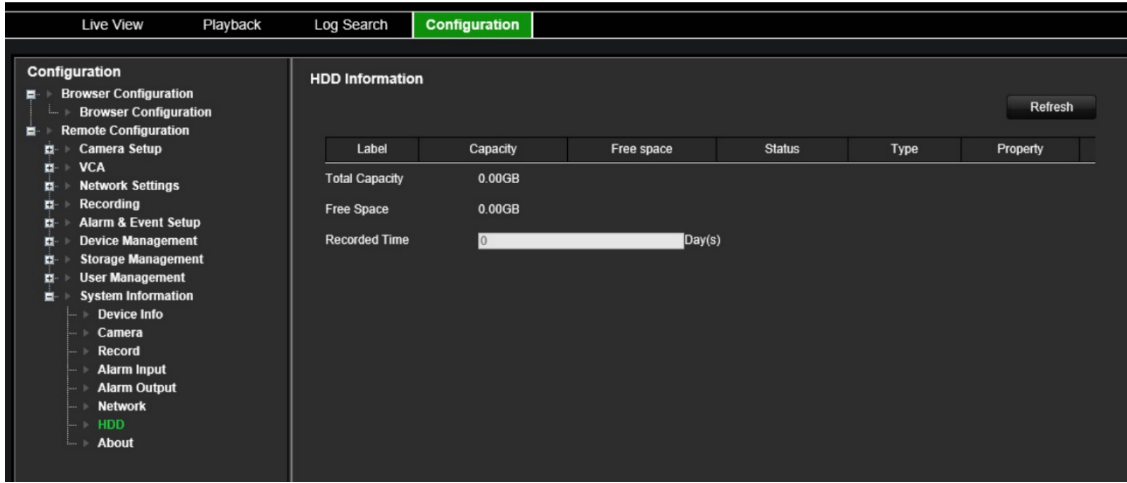 Live View Playback Log Search Configuration
Configuration
Browser Configuration
Browser Configuration
Remote Configuration
Camera Setup
VCA
Network Settings
Recording
Alarm & Event Setup
Device Management
Storage Management
User Management
System Information
Device Info
Camera
Record
Alarm Input
Alarm Output
Network
HDD
About
HDD Information
Refresh
Label Capacity Free space Status Type Property
Total Capacity 0.00GB
Free Space 0.00GB
Recorded Time 0 Day(s)